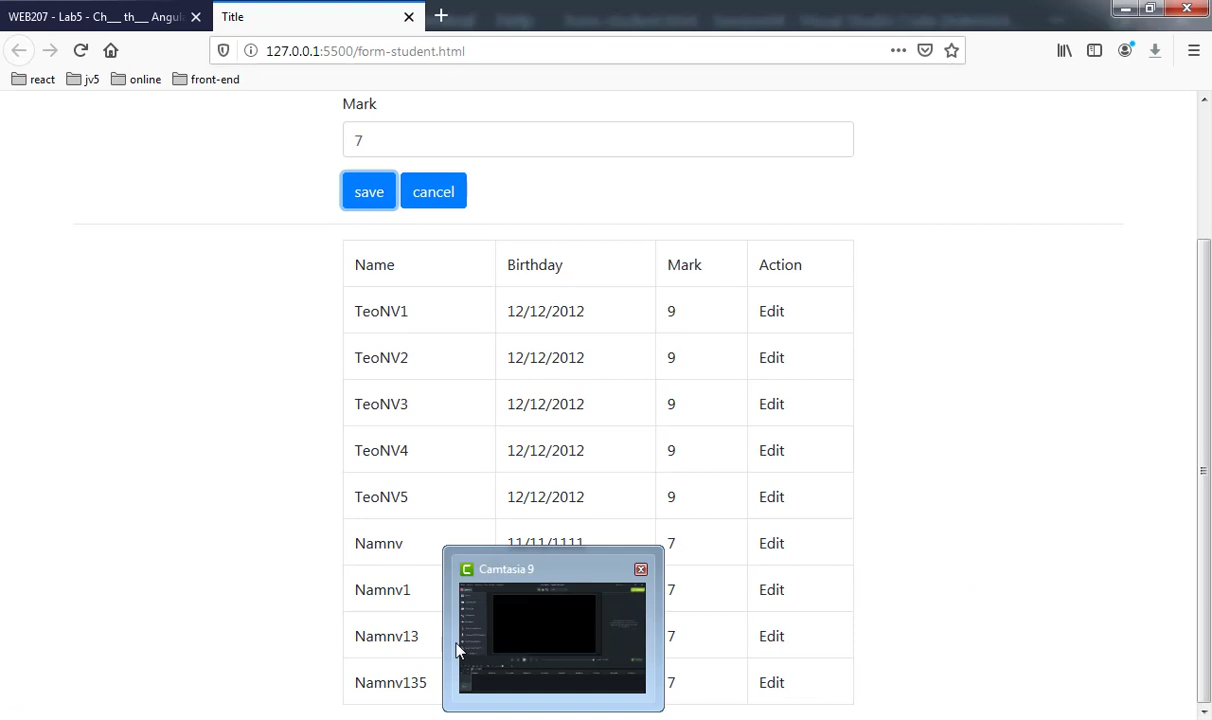 WEB207 - Lab5 - Ch___ th___ Angula
Title
127.0.0.1:5500/form-student.html
react
jv5
online
front-end
Mark
7
save cancel
Name Birthday Mark Action
TeoNV1 12/12/2012 9 Edit
TeoNV2 12/12/2012 9 Edit
TeoNV3 12/12/2012 9 Edit
TeoNV4 12/12/2012 9 Edit
TeoNV5 12/12/2012 9 Edit
Namnv 11/11/1111 7 Edit
Camtasia 9
Namnv1 7 Edit
Namnv13 7 Edit
Namnv135 7 Edit